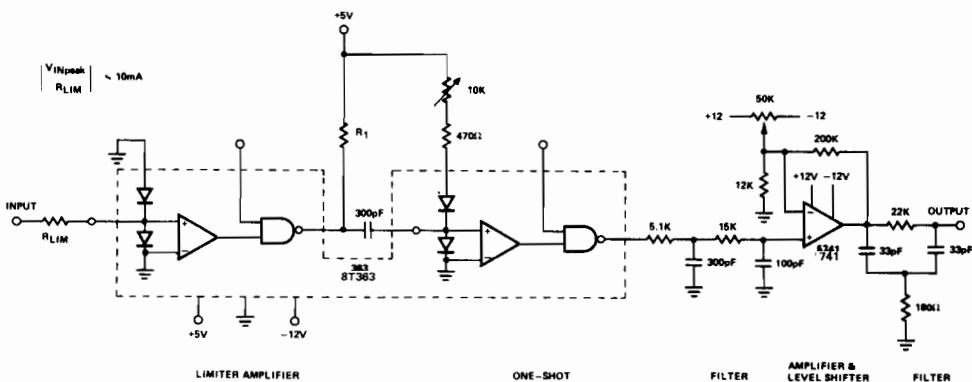 +5V
VINpeak
RLIM
< 10mA
10K
R1
470Ω
50K
+12
-12
200K
12K
+12V
-12V
INPUT
RLIM
300pF
363
8T363
5.1K
15K
300pF
100pF
741
22K
OUTPUT
33pF
33pF
180Ω
+5V
-12V
LIMITER AMPLIFIER
ONE-SHOT
FILTER
AMPLIFIER &
LEVEL SHIFTER
FILTER